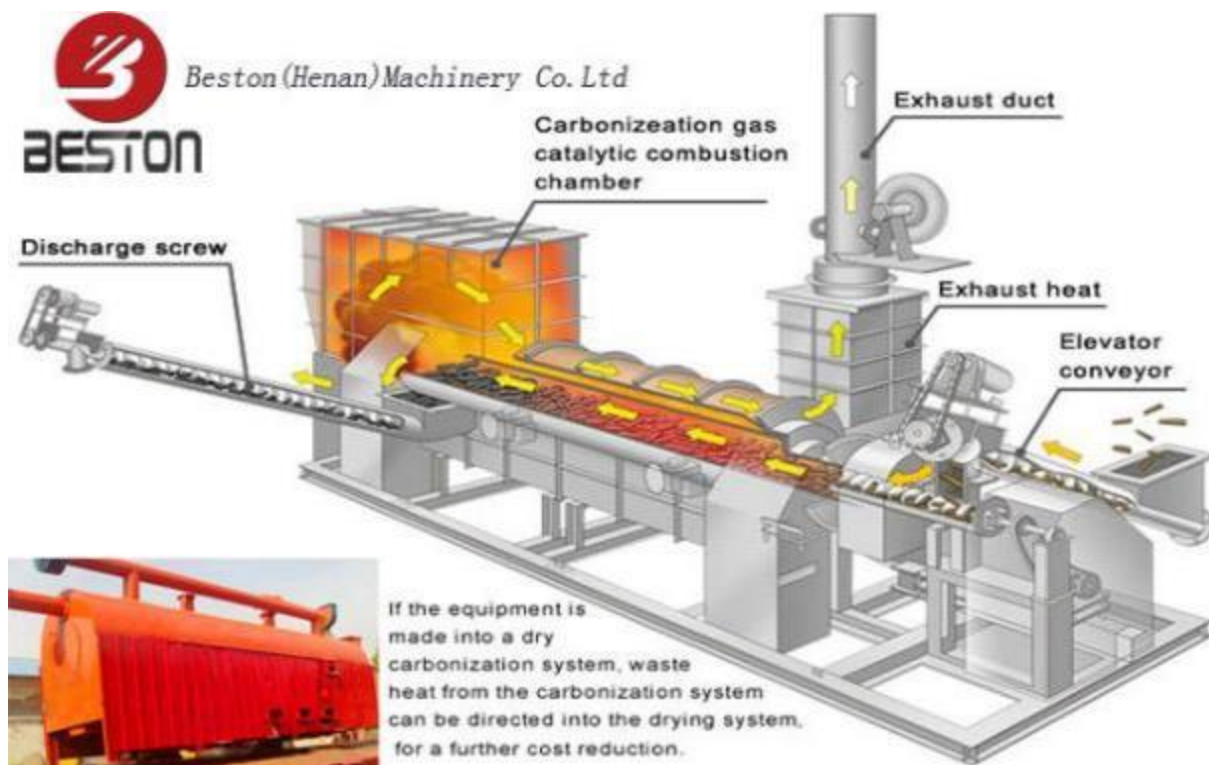 BESTON
Beston(Henan)Machinery Co.Ltd
Exhaust duct
Carbonizeation gas
catalytic combustion
chamber
Discharge screw
Exhaust heat
Elevator
conveyor
If the equipment is
made into a dry
carbonization system, waste
heat from the carbonization system
can be directed into the drying system,
for a further cost reduction.